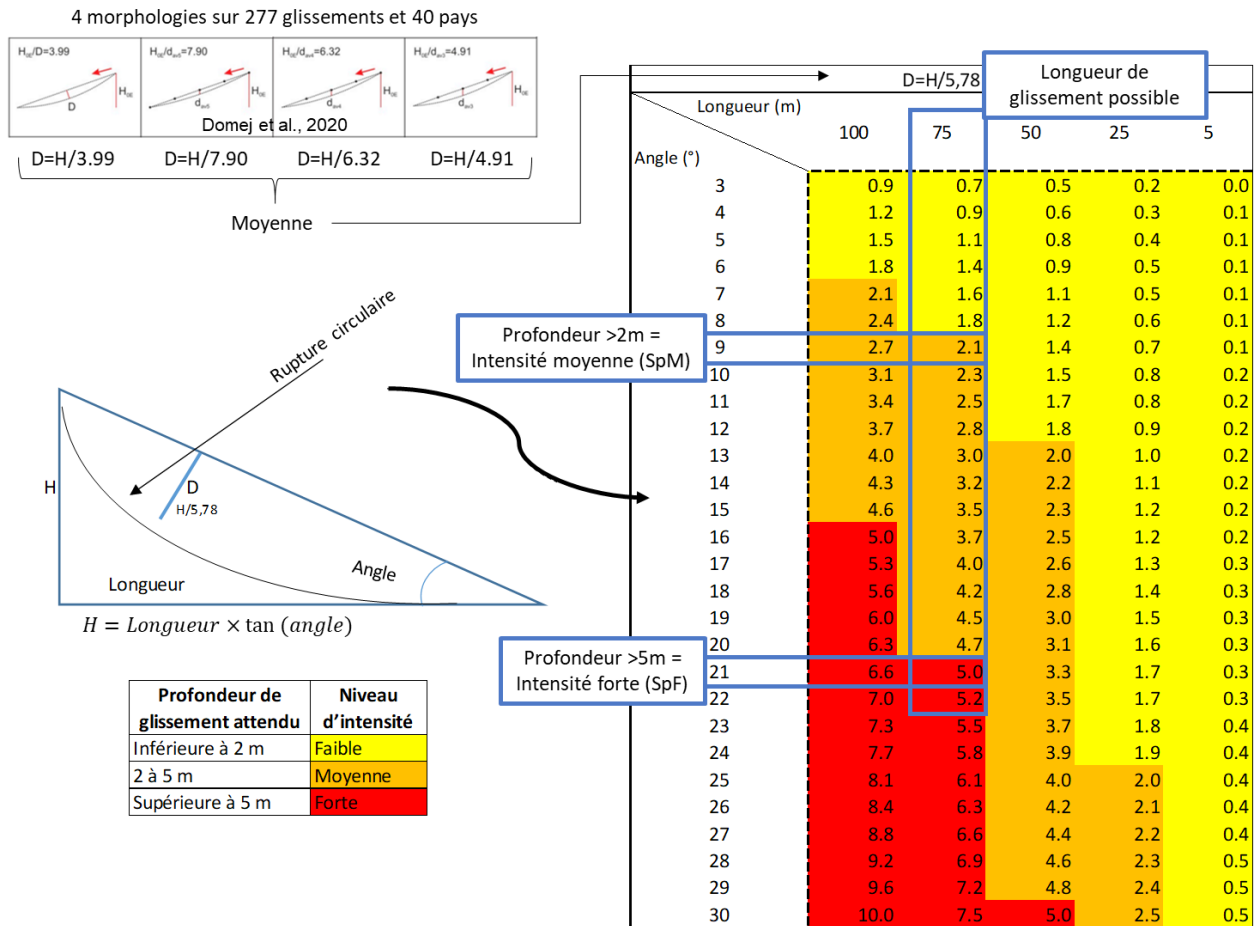 4 morphologies sur 277 glissements et 40 pays
H₀ₑ/D=3.99 H₀ₑ/dₐᵥ₅=7.90 H₀ₑ/dₐᵥ₄=6.32 H₀ₑ/dₐᵥ₃=4.91
H₀ₑ H₀ₑ H₀ₑ H₀ₑ
D dₐᵥ₅ dₐᵥ₄ dₐᵥ₃
Domej et al., 2020
D=H/3.99 D=H/7.90 D=H/6.32 D=H/4.91
Moyenne
Rupture circulaire
H
D
H/5,78
Angle
Longueur
H = Longueur × tan (angle)
Profondeur de glissement attendu
Niveau d’intensité
Inférieure à 2 m Faible
2 à 5 m Moyenne
Supérieure à 5 m Forte
D=H/5,78
Longueur de
glissement possible
Longueur (m)
100 75 50 25 5
Angle (°)
3 0.9 0.7 0.5 0.2 0.0
4 1.2 0.9 0.6 0.3 0.1
5 1.5 1.1 0.8 0.4 0.1
6 1.8 1.4 0.9 0.5 0.1
7 2.1 1.6 1.1 0.5 0.1
8 2.4 1.8 1.2 0.6 0.1
9 2.7 2.1 1.4 0.7 0.1
10 3.1 2.3 1.5 0.8 0.2
11 3.4 2.5 1.7 0.8 0.2
12 3.7 2.8 1.8 0.9 0.2
13 4.0 3.0 2.0 1.0 0.2
14 4.3 3.2 2.2 1.1 0.2
15 4.6 3.5 2.3 1.2 0.2
16 5.0 3.7 2.5 1.2 0.2
17 5.3 4.0 2.6 1.3 0.3
18 5.6 4.2 2.8 1.4 0.3
19 6.0 4.5 3.0 1.5 0.3
20 6.3 4.7 3.1 1.6 0.3
21 6.6 5.0 3.3 1.7 0.3
22 7.0 5.2 3.5 1.7 0.3
23 7.3 5.5 3.7 1.8 0.4
24 7.7 5.8 3.9 1.9 0.4
25 8.1 6.1 4.0 2.0 0.4
26 8.4 6.3 4.2 2.1 0.4
27 8.8 6.6 4.4 2.2 0.4
28 9.2 6.9 4.6 2.3 0.5
29 9.6 7.2 4.8 2.4 0.5
30 10.0 7.5 5.0 2.5 0.5
Profondeur >2m =
Intensité moyenne (SpM)
Profondeur >5m =
Intensité forte (SpF)